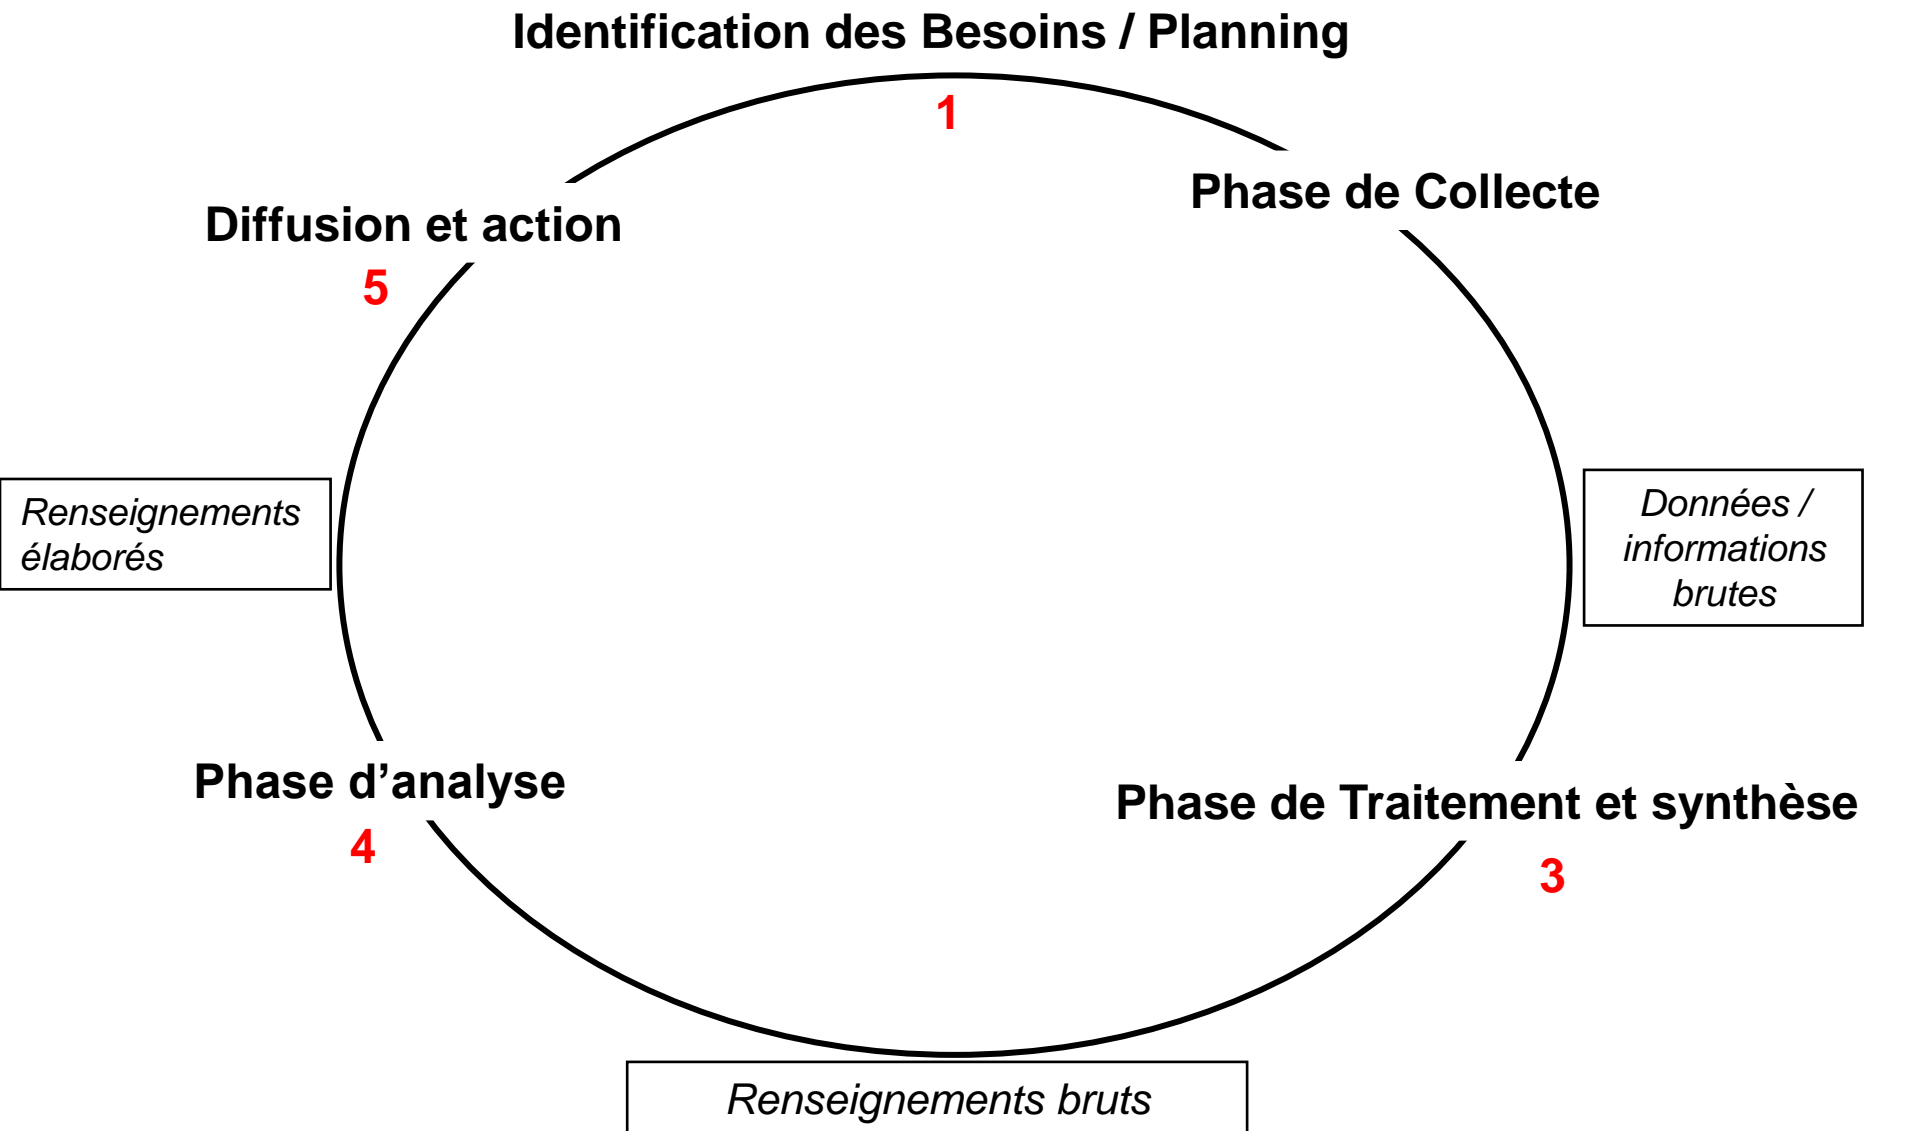 Identification des Besoins / Planning
1
Phase de Collecte
Diffusion et action
5
Renseignements
élaborés
Données /
informations
brutes
Phase d’analyse
4
Phase de Traitement et synthèse
3
Renseignements bruts